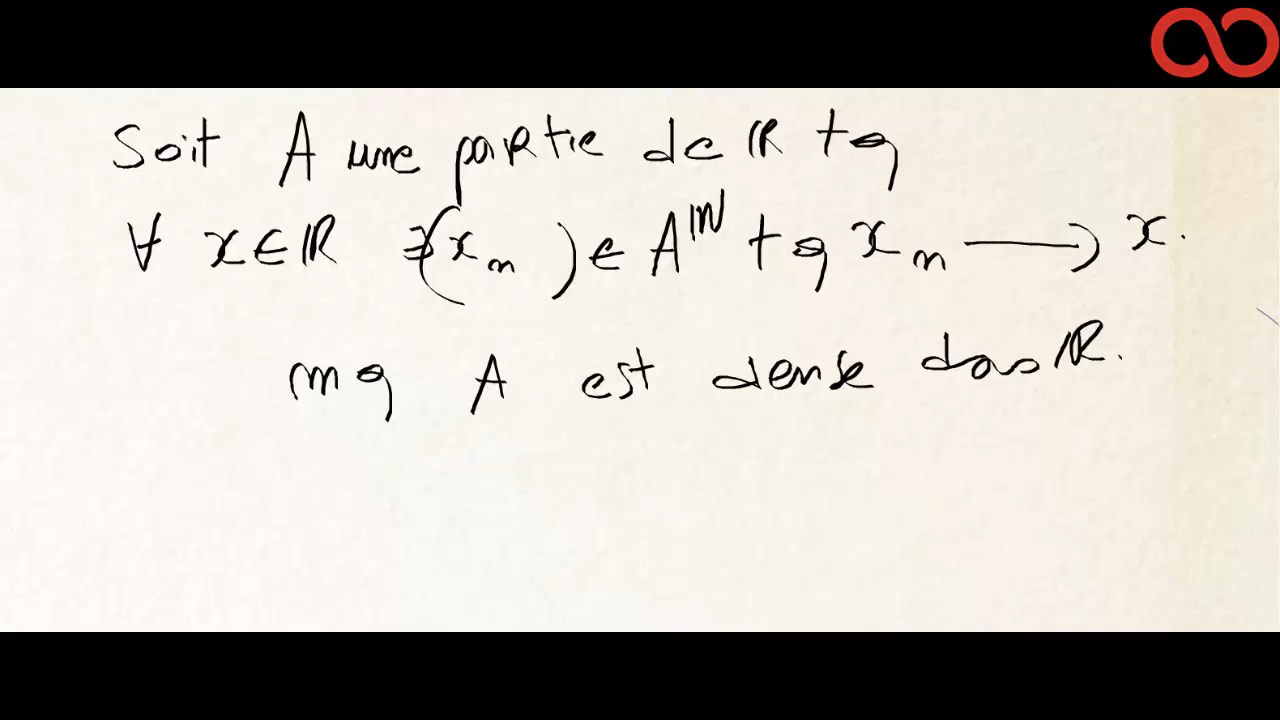 Soit A une partie de ℝ tq
∀ x ∈ ℝ ∃(xₙ) ∈ A^ℕ tq xₙ ⟶ x.
mq A est dense dans ℝ.